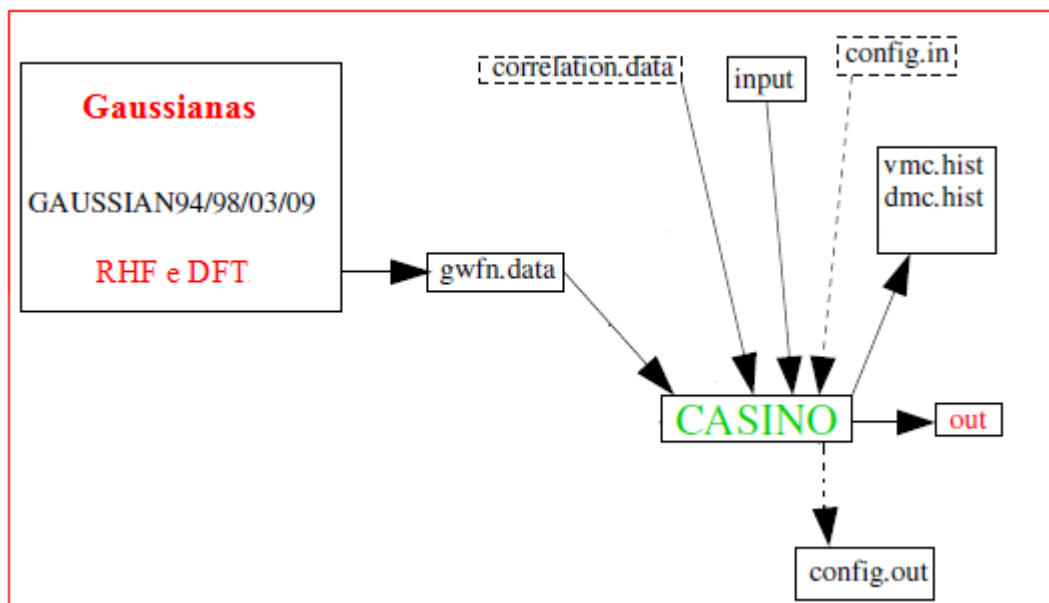 Gaussianas
GAUSSIAN94/98/03/09
RHF e DFT
gwfn.data
correlation.data
input
config.in
vmc.hist
dmc.hist
CASINO
out
config.out